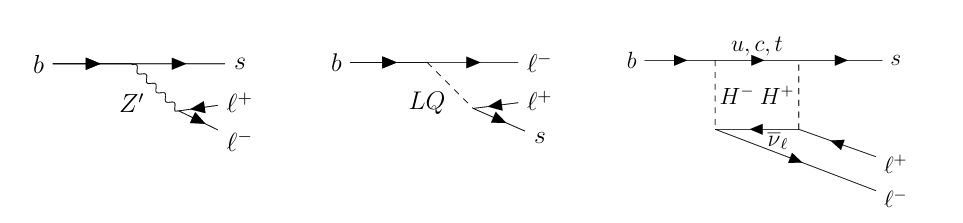 b s Z′ ℓ⁺ ℓ⁻
b ℓ⁻ LQ ℓ⁺ s
b u, c, t s H⁻ H⁺ ν̅ℓ ℓ⁺ ℓ⁻